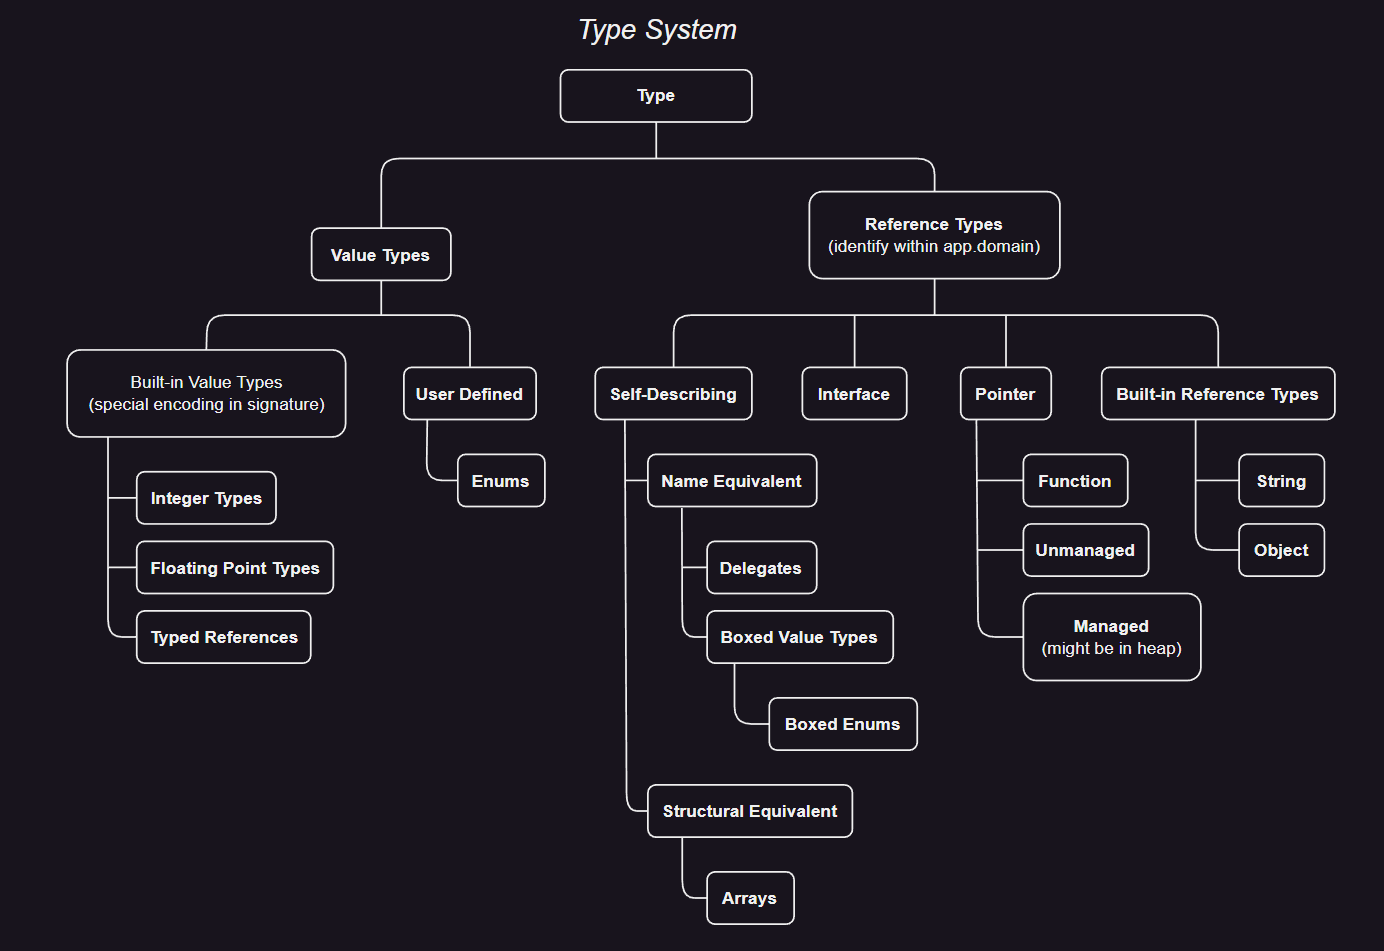 Type System
Type
Value Types
Reference Types
(identify within app.domain)
Built-in Value Types
(special encoding in signature)
User Defined
Self-Describing
Interface
Pointer
Built-in Reference Types
Integer Types
Floating Point Types
Typed References
Enums
Name Equivalent
Delegates
Boxed Value Types
Boxed Enums
Structural Equivalent
Arrays
Function
Unmanaged
Managed
(might be in heap)
String
Object